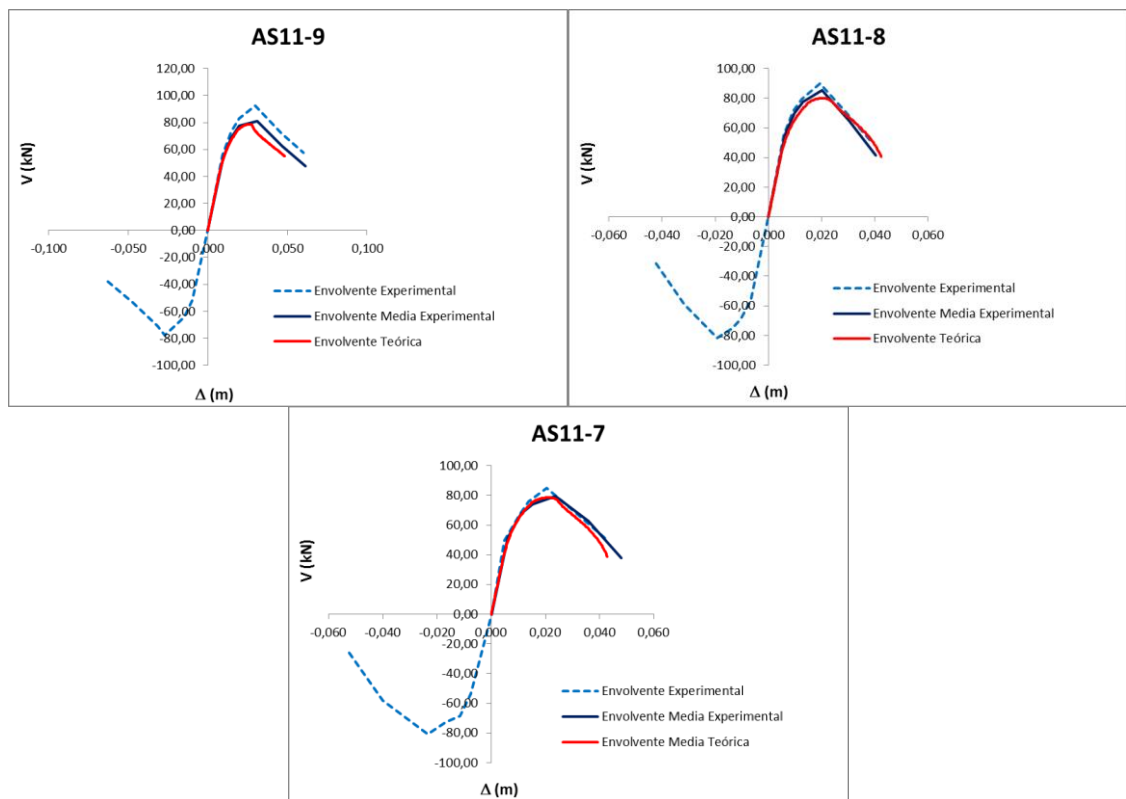 AS11-9
120,00
100,00
80,00
60,00
40,00
20,00
0,00
-20,00
-40,00
-60,00
-80,00
-100,00
-0,100 -0,050 0,000 0,050 0,100
V (kN)
Δ (m)
Envolvente Experimental
Envolvente Media Experimental
Envolvente Teórica
AS11-8
100,00
80,00
60,00
40,00
20,00
0,00
-20,00
-40,00
-60,00
-80,00
-100,00
-0,060 -0,040 -0,020 0,000 0,020 0,040 0,060
V (kN)
Δ (m)
Envolvente Experimental
Envolvente Media Experimental
Envolvente Teórica
AS11-7
100,00
80,00
60,00
40,00
20,00
0,00
-20,00
-40,00
-60,00
-80,00
-100,00
-0,060 -0,040 -0,020 0,000 0,020 0,040 0,060
V (kN)
Δ (m)
Envolvente Experimental
Envolvente Media Experimental
Envolvente Media Teórica